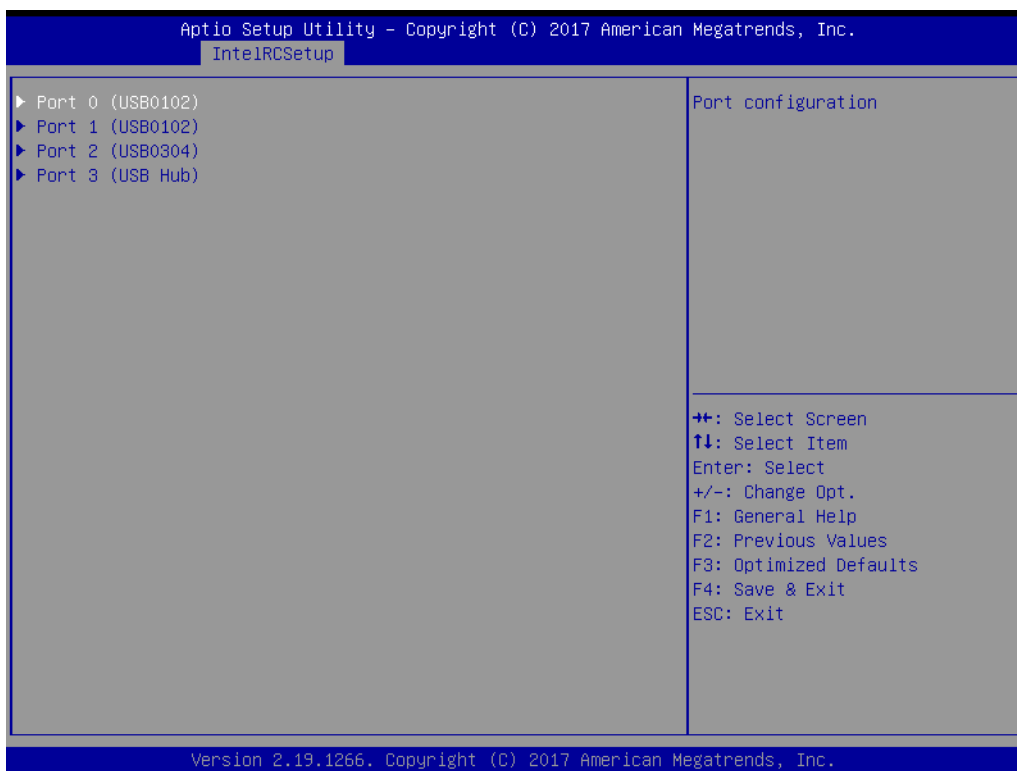 Aptio Setup Utility – Copyright (C) 2017 American Megatrends, Inc.
IntelRCSetup
▶ Port 0 (USB0102)
▶ Port 1 (USB0102)
▶ Port 2 (USB0304)
▶ Port 3 (USB Hub)
Port configuration
→←: Select Screen
↑↓: Select Item
Enter: Select
+/-: Change Opt.
F1: General Help
F2: Previous Values
F3: Optimized Defaults
F4: Save & Exit
ESC: Exit
Version 2.19.1266. Copyright (C) 2017 American Megatrends, Inc.